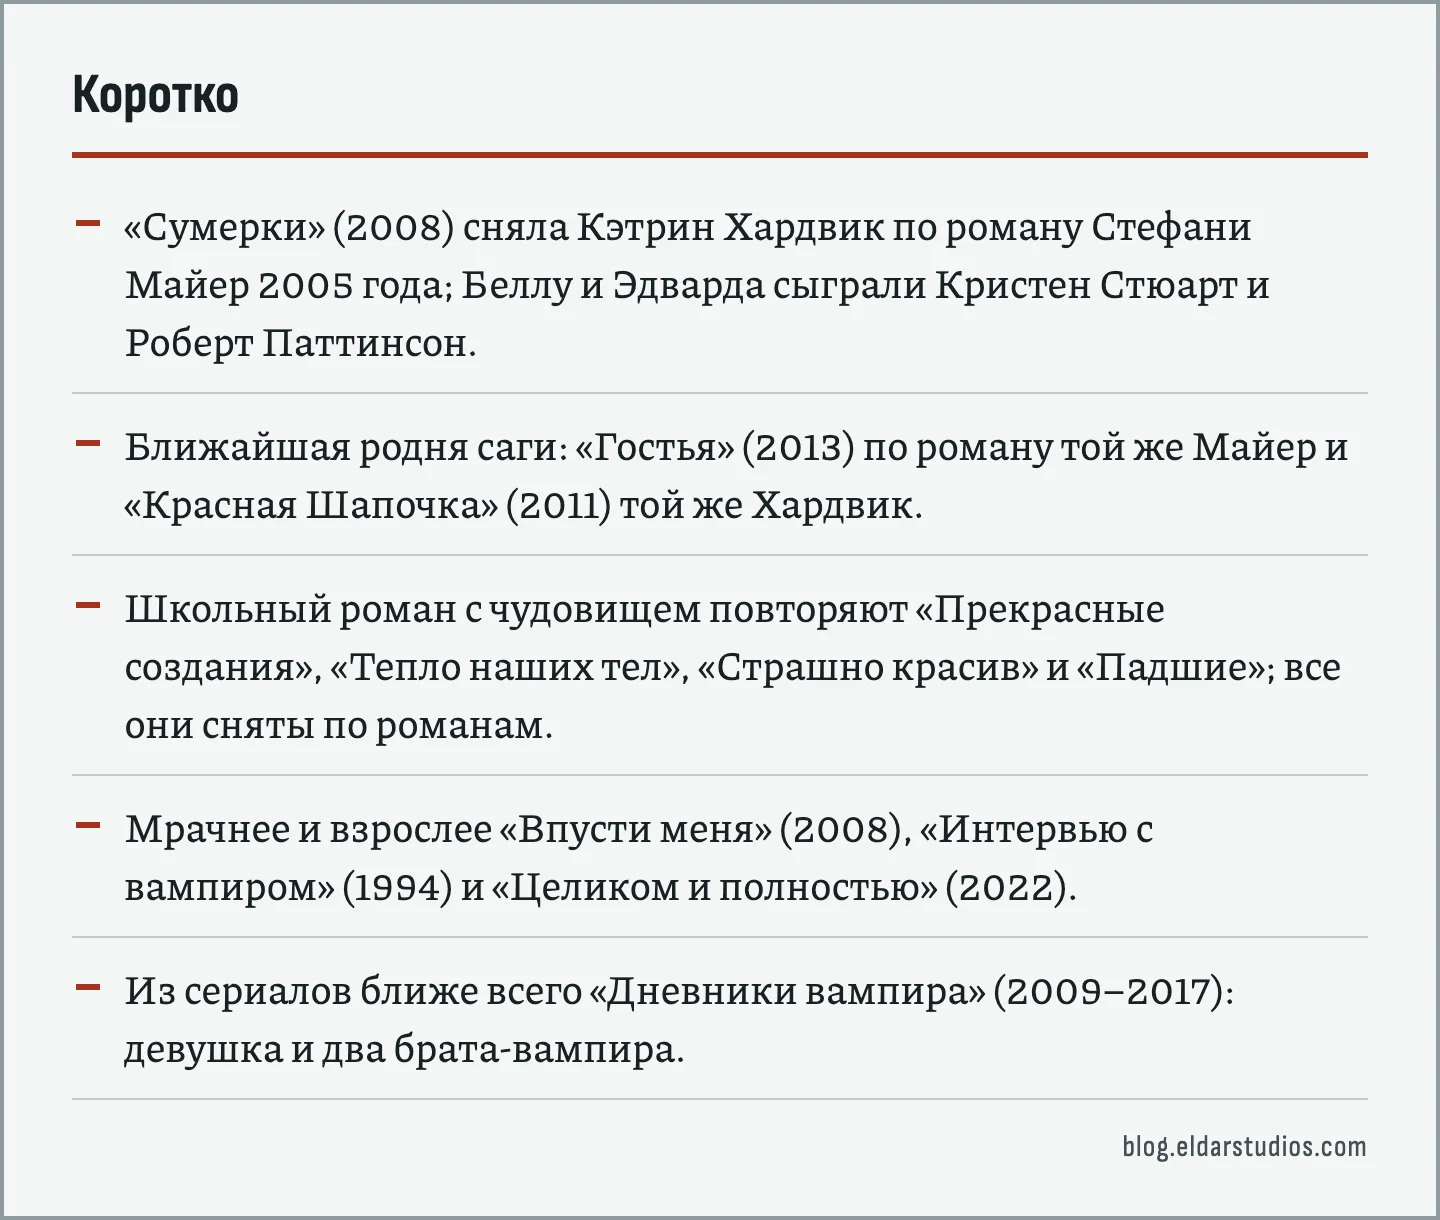 Коротко
«Сумерки» (2008) сняла Кэтрин Хардвик по роману Стефани
Майер 2005 года; Беллу и Эдварда сыграли Кристен Стюарт и
Роберт Паттинсон.
Ближайшая родня саги: «Гостья» (2013) по роману той же Майер и
«Красная Шапочка» (2011) той же Хардвик.
Школьный роман с чудовищем повторяют «Прекрасные
создания», «Тепло наших тел», «Страшно красив» и «Падшие»; все
они сняты по романам.
Мрачнее и взрослее «Впусти меня» (2008), «Интервью с
вампиром» (1994) и «Целиком и полностью» (2022).
Из сериалов ближе всего «Дневники вампира» (2009–2017):
девушка и два брата-вампира.
blog.eldarstudios.com